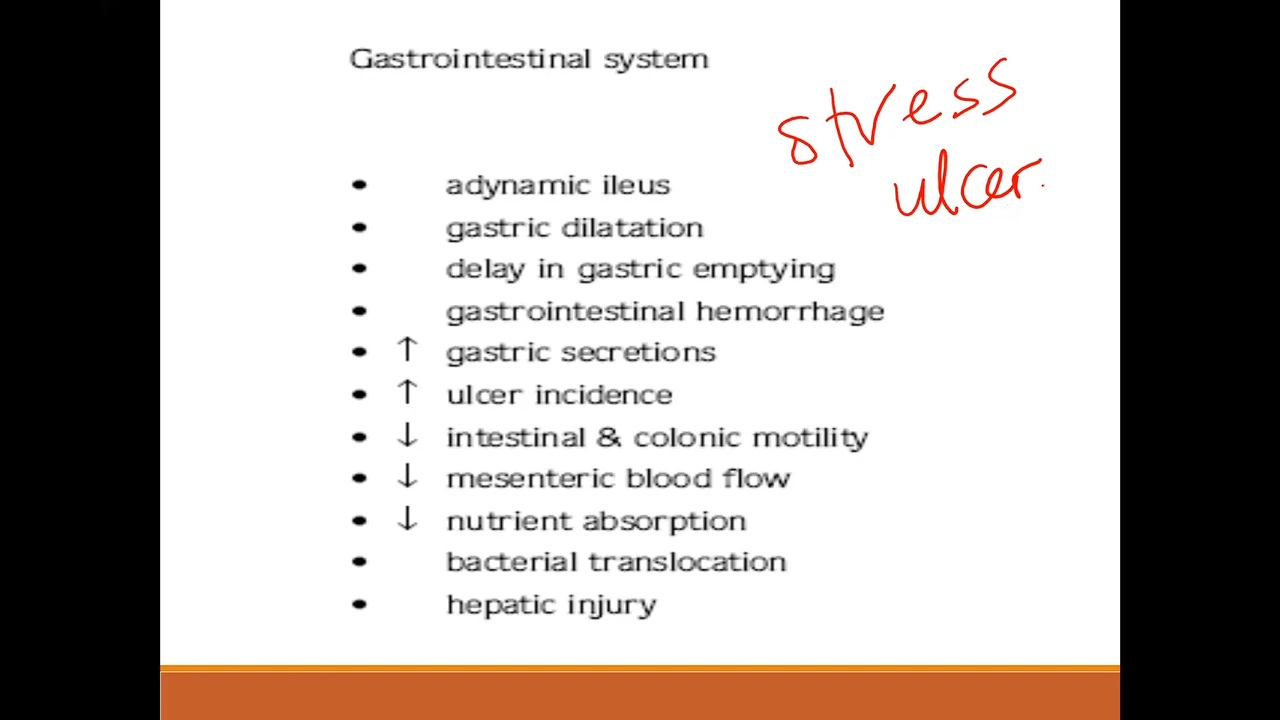 Gastrointestinal system
stress
ulcer.
• adynamic ileus
• gastric dilatation
• delay in gastric emptying
• gastrointestinal hemorrhage
• ↑ gastric secretions
• ↑ ulcer incidence
• ↓ intestinal & colonic motility
• ↓ mesenteric blood flow
• ↓ nutrient absorption
• bacterial translocation
• hepatic injury